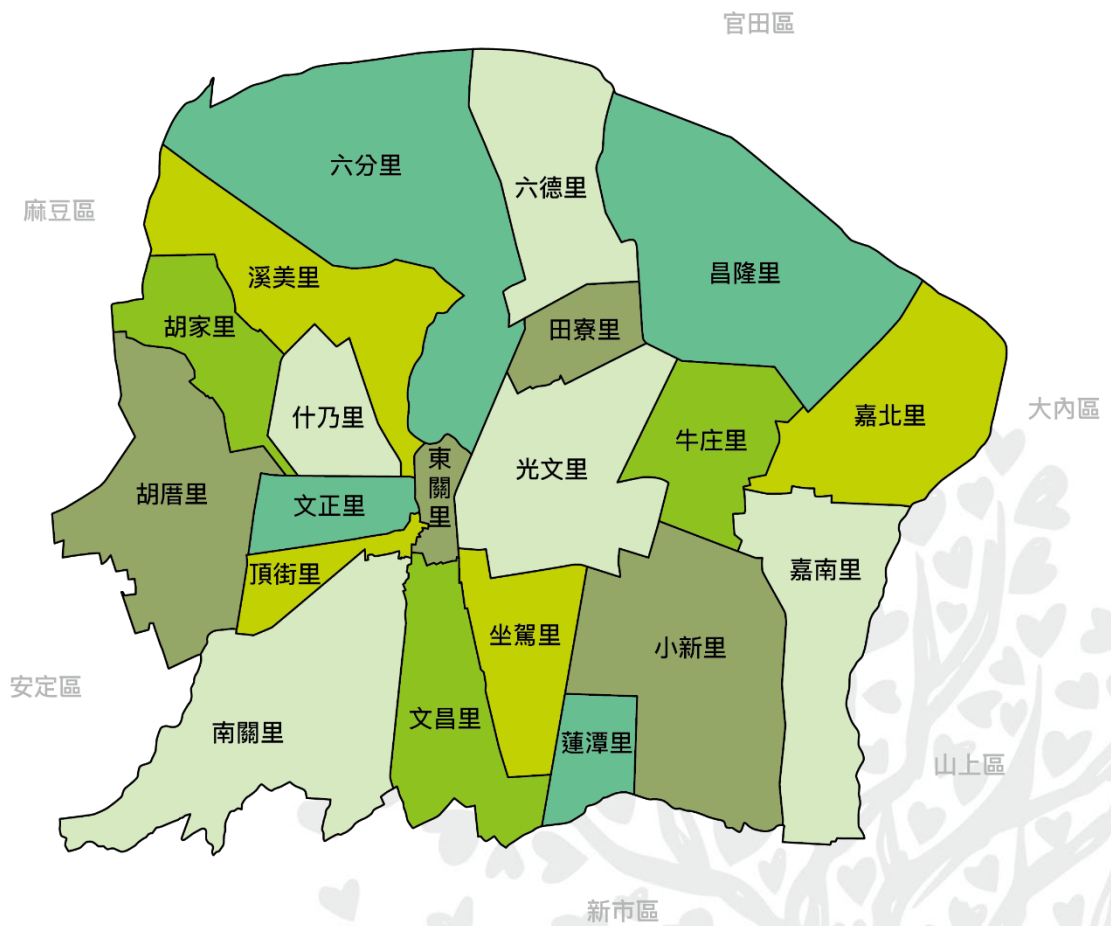 官田區
六分里
六德里
麻豆區
昌隆里
溪美里
胡家里
田寮里
大內區
什乃里
嘉北里
牛庄里
東關里
光文里
胡厝里
文正里
頂街里
嘉南里
坐駕里
小新里
安定區
南關里
文昌里
蓮潭里
山上區
新市區